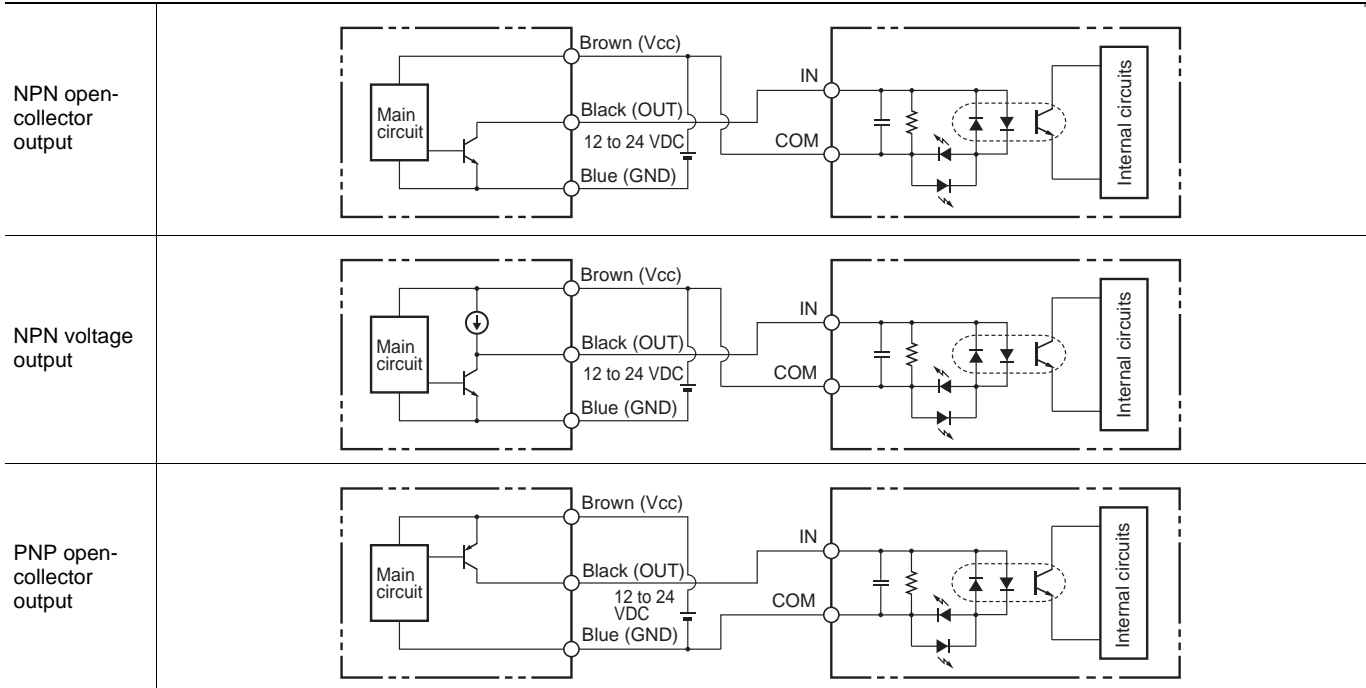 NPN open-
collector
output
Main
circuit
Brown (Vcc)
Black (OUT)
12 to 24 VDC
Blue (GND)
IN
COM
Internal circuits
NPN voltage
output
Main
circuit
Brown (Vcc)
Black (OUT)
12 to 24 VDC
Blue (GND)
IN
COM
Internal circuits
PNP open-
collector
output
Main
circuit
Brown (Vcc)
Black (OUT)
12 to 24
VDC
Blue (GND)
IN
COM
Internal circuits